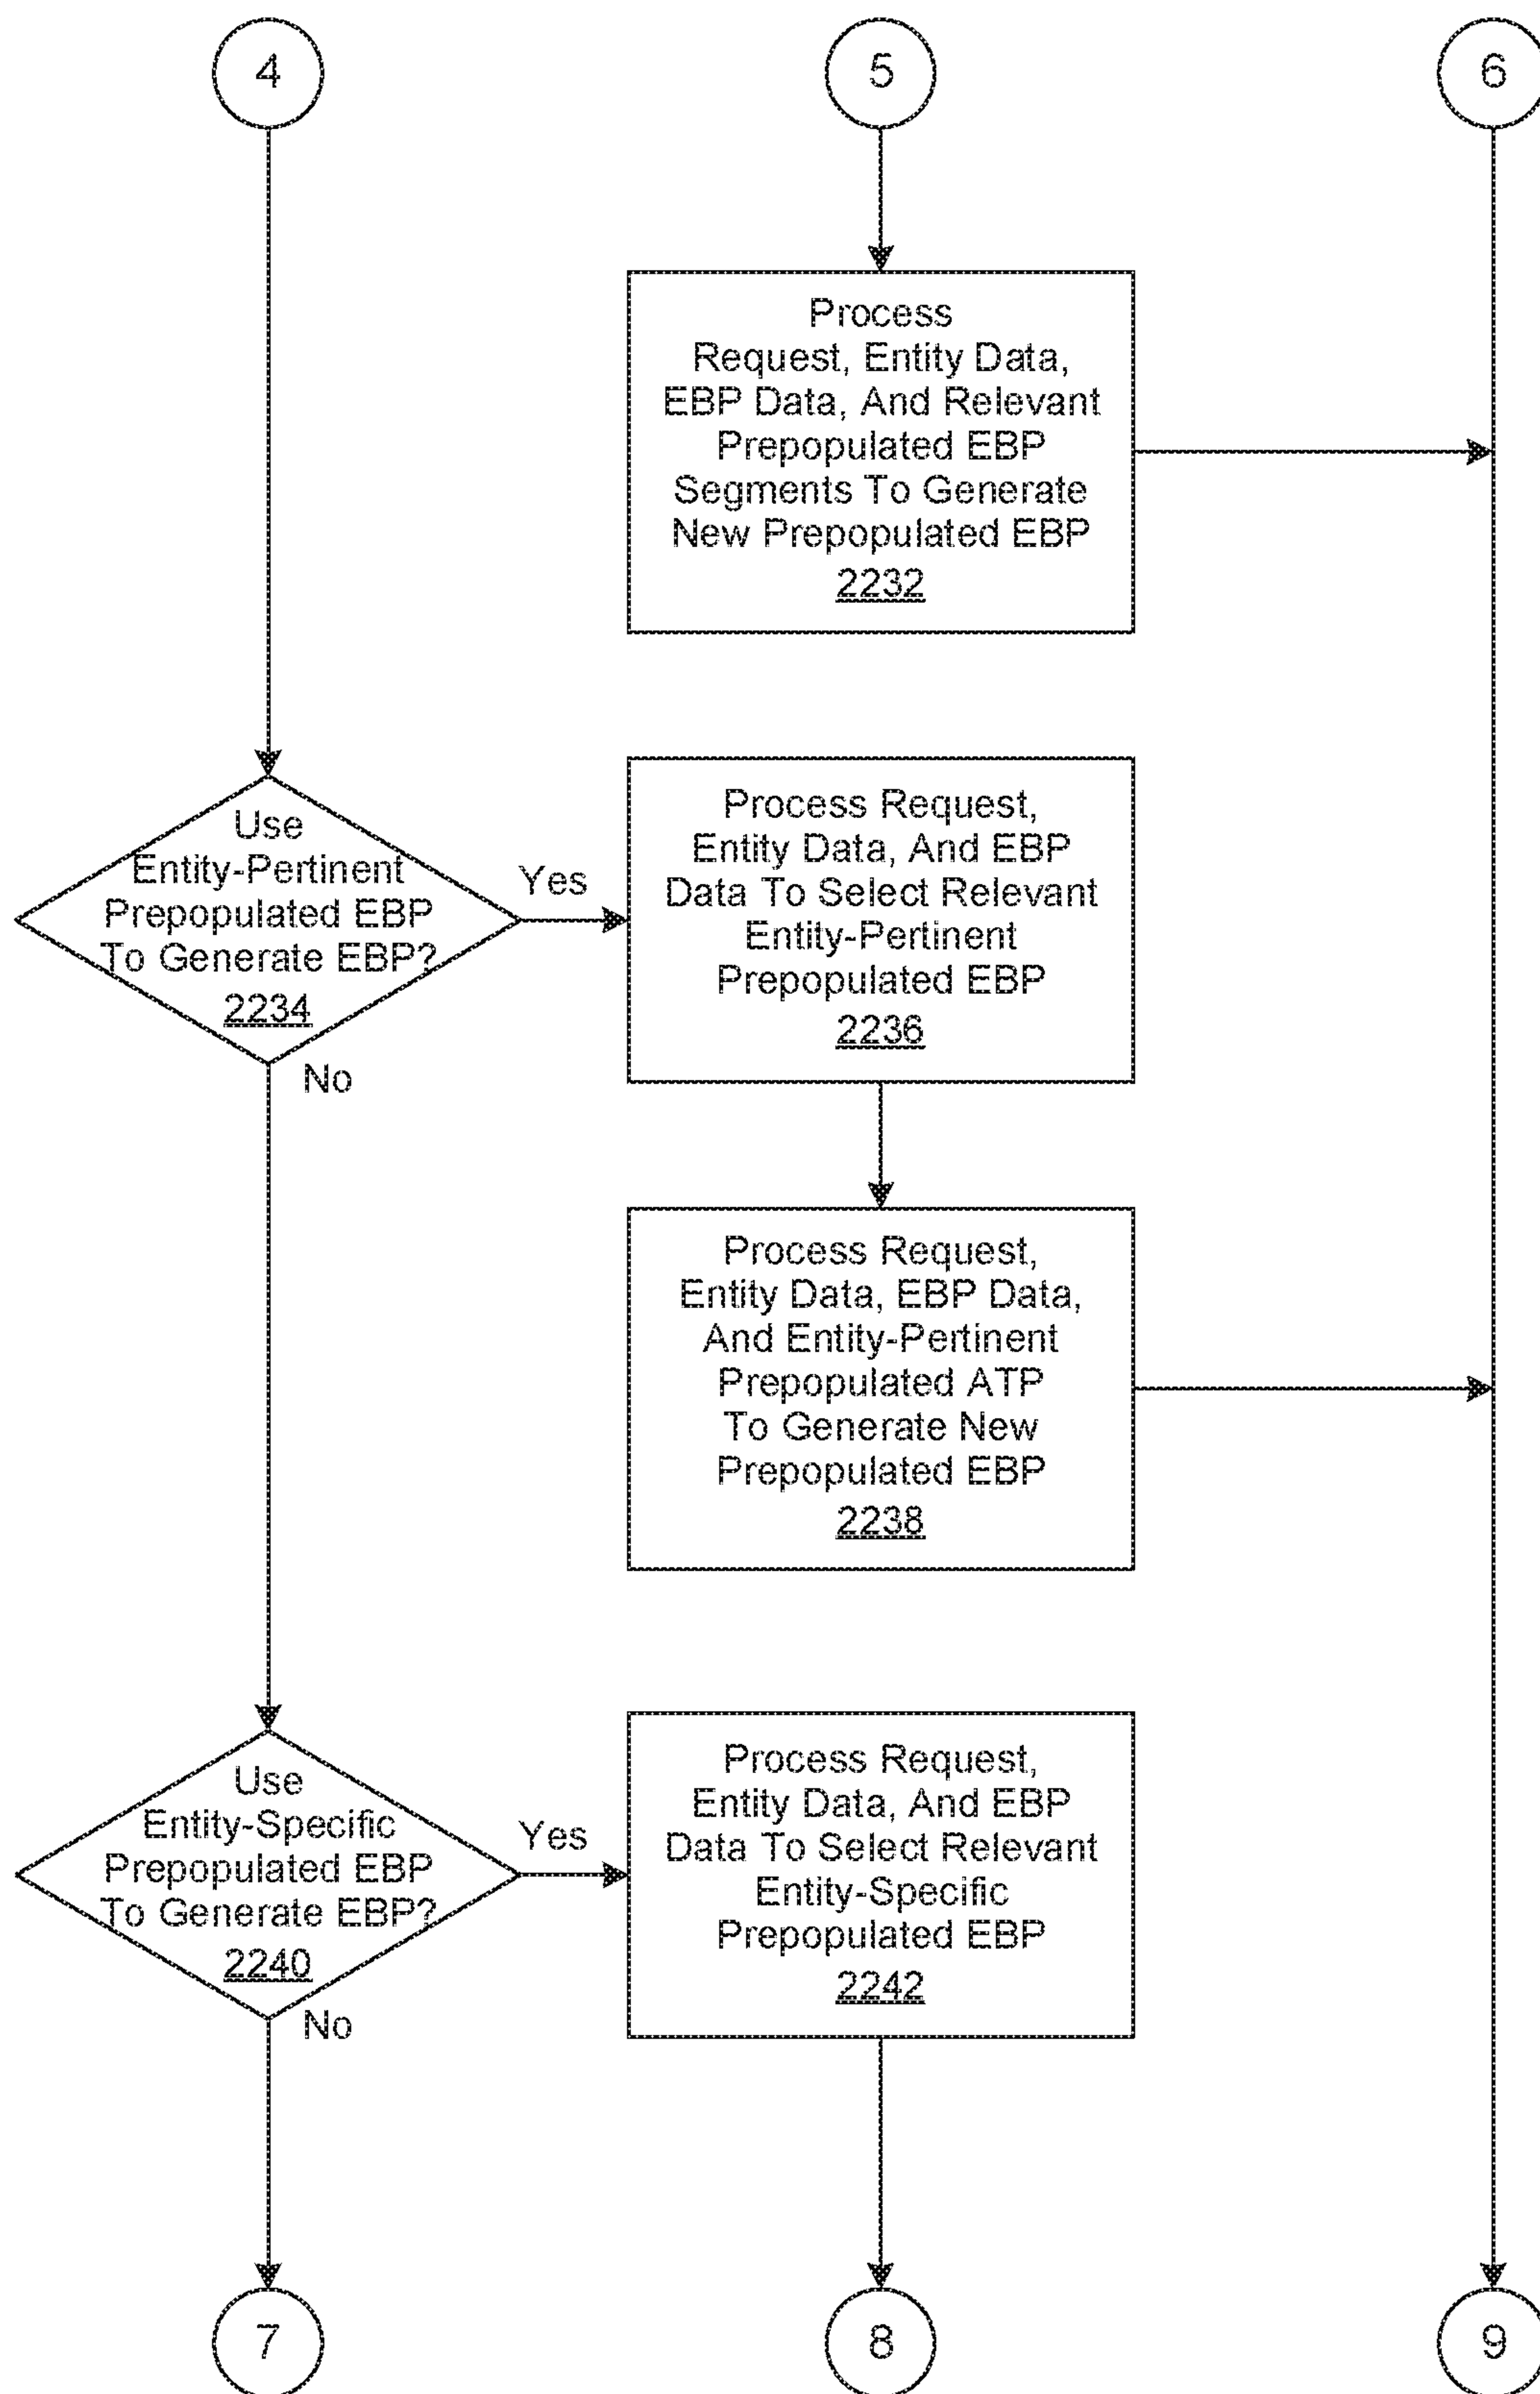 4
5
6
Process
Request, Entity Data,
EBP Data, And Relevant
Prepopulated EBP
Segments To Generate
New Prepopulated EBP
2232
Use
Entity-Pertinent
Prepopulated EBP
To Generate EBP?
2234
Yes
No
Process Request,
Entity Data, And EBP
Data To Select Relevant
Entity-Pertinent
Prepopulated EBP
2236
Process Request,
Entity Data, EBP Data,
And Entity-Pertinent
Prepopulated ATP
To Generate New
Prepopulated EBP
2238
Use
Entity-Specific
Prepopulated EBP
To Generate EBP?
2240
Yes
No
Process Request,
Entity Data, And EBP
Data To Select Relevant
Entity-Specific
Prepopulated EBP
2242
7
8
9